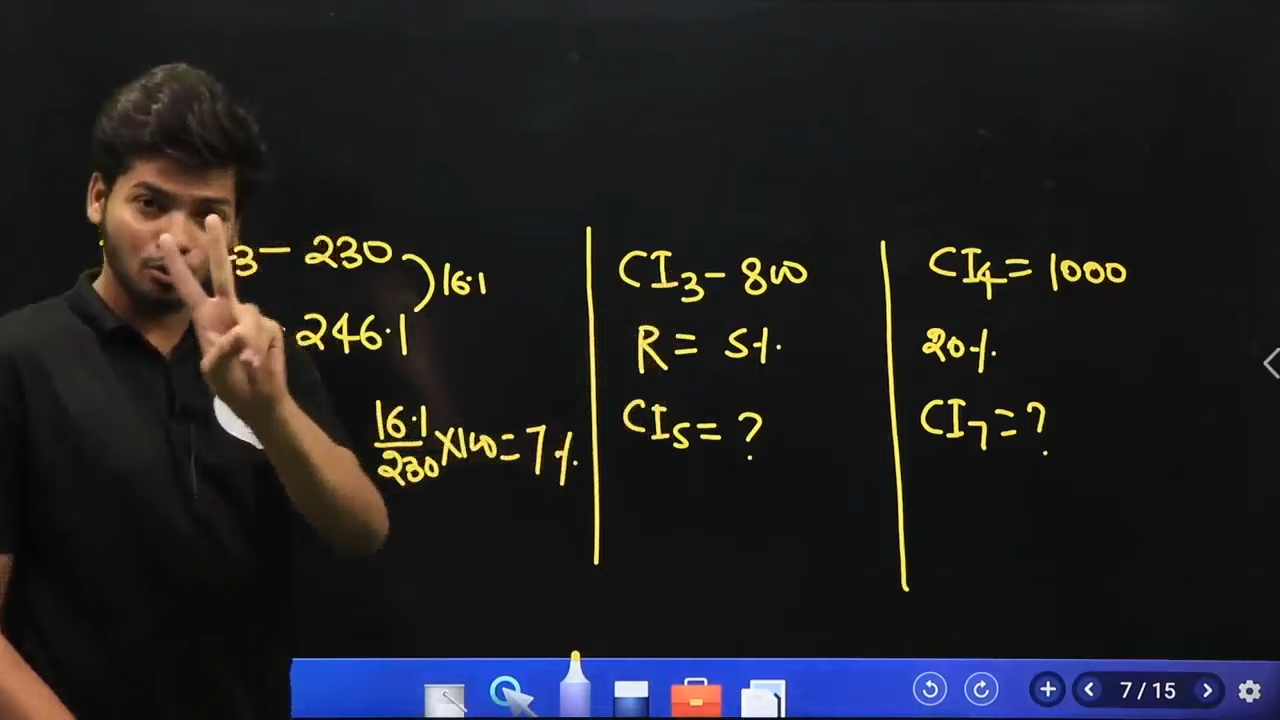 3 - 230
16.1
246.1
16.1/230 × 100 = 7%.
CI3 - 800
R = 5%.
CI5 = ?
CI4 = 1000
20%.
CI7 = ?
7 / 15